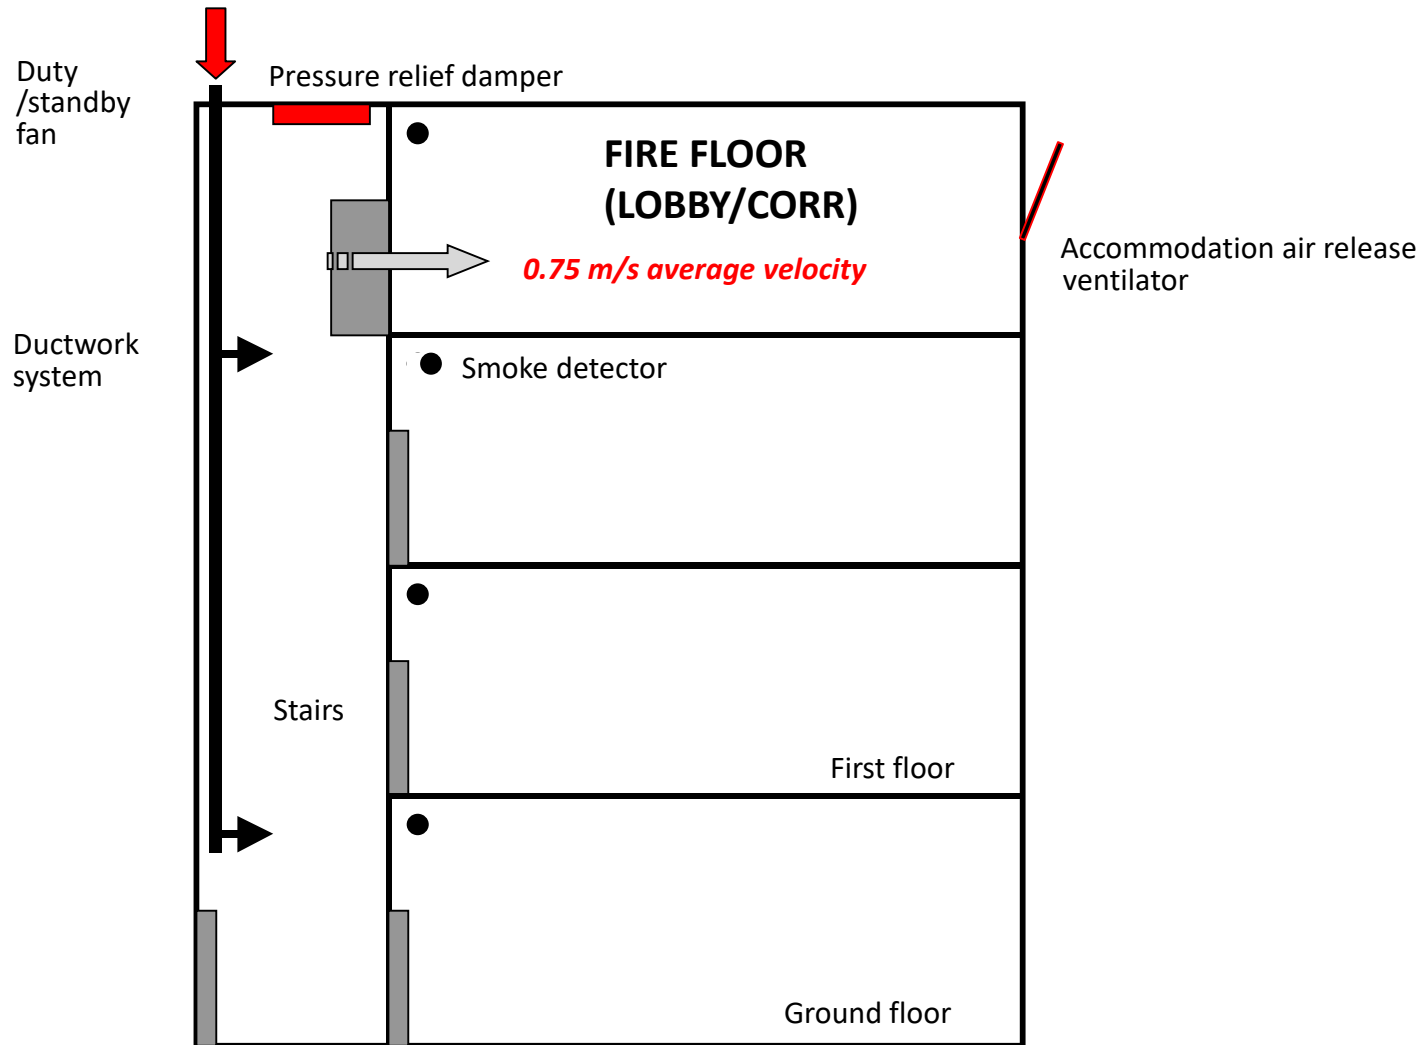 Duty
/standby
fan
Pressure relief damper
FIRE FLOOR
(LOBBY/CORR)
0.75 m/s average velocity
Accommodation air release
ventilator
Ductwork
system
Smoke detector
Stairs
First floor
Ground floor